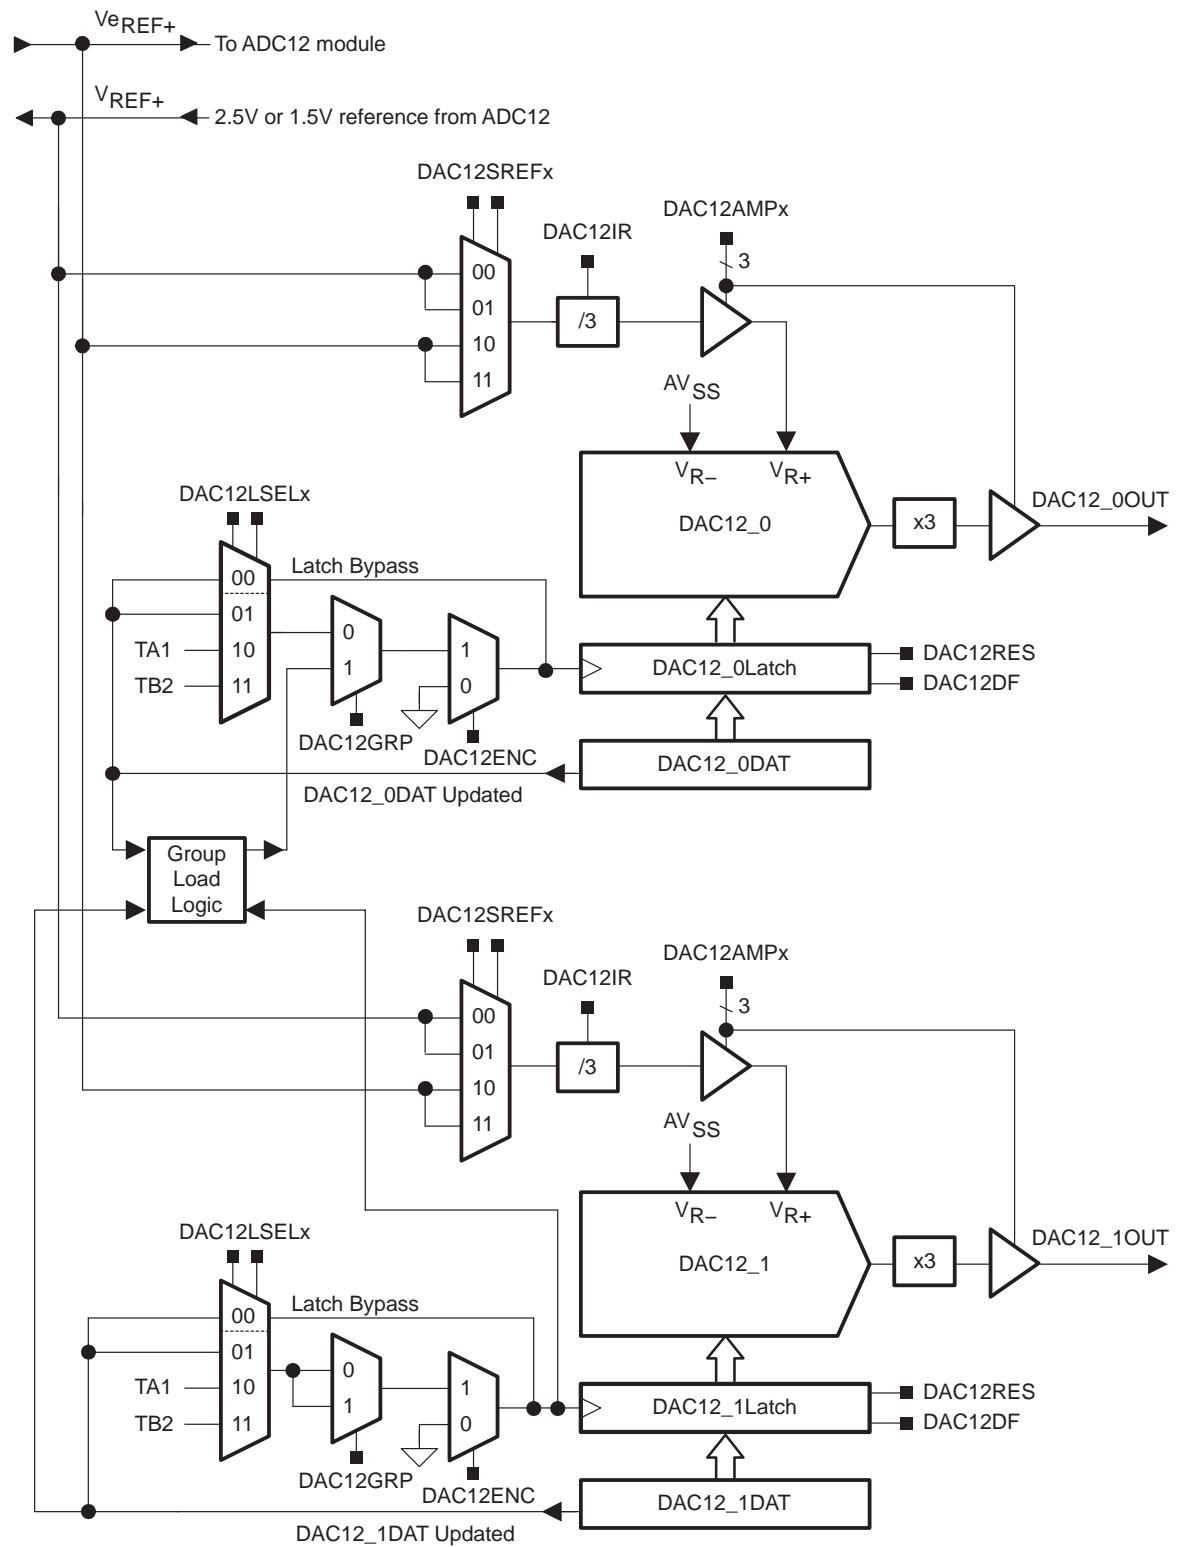 VeREF+
To ADC12 module
VREF+
2.5V or 1.5V reference from ADC12
DAC12SREFx
DAC12AMPx
DAC12IR
3
00
01
10
11
/3
AVSS
VR−
VR+
DAC12_0
x3
DAC12_0OUT
DAC12LSELx
Latch Bypass
00
01
TA1
10
TB2
11
0
1
1
0
DAC12GRP
DAC12ENC
DAC12_0Latch
DAC12RES
DAC12DF
DAC12_0DAT
DAC12_0DAT Updated
Group
Load
Logic
DAC12SREFx
DAC12AMPx
DAC12IR
3
00
01
10
11
/3
AVSS
VR−
VR+
DAC12_1
x3
DAC12_1OUT
DAC12LSELx
Latch Bypass
00
01
TA1
10
TB2
11
0
1
1
0
DAC12GRP
DAC12ENC
DAC12_1Latch
DAC12RES
DAC12DF
DAC12_1DAT
DAC12_1DAT Updated